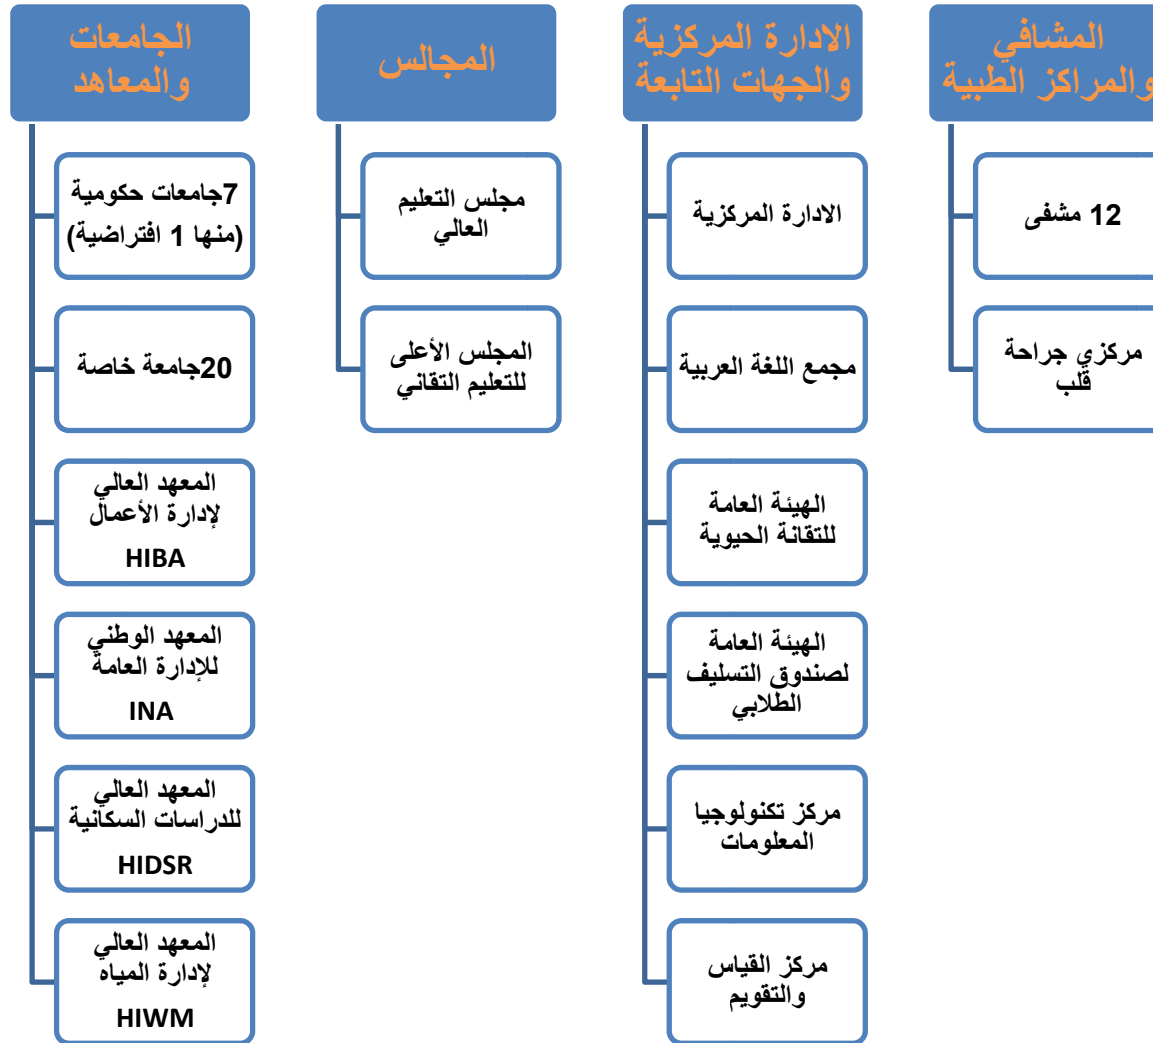 المشافي
والمراكز الطبية
12 مشفى
مركزي جراحة
قلب
الادارة المركزية
والجهات التابعة
الادارة المركزية
مجمع اللغة العربية
الهيئة العامة
للتقانة الحيوية
الهيئة العامة
لصندوق التسليف
الطلابي
مركز تكنولوجيا
المعلومات
مركز القياس
والتقويم
المجالس
مجلس التعليم
العالي
المجلس الأعلى
للتعليم التقاني
الجامعات
والمعاهد
7جامعات حكومية
(منها 1 افتراضية)
20جامعة خاصة
المعهد العالي
لإدارة الأعمال
HIBA
المعهد الوطني
للإدارة العامة
INA
المعهد العالي
للدراسات السكانية
HIDSR
المعهد العالي
لإدارة المياه
HIWM